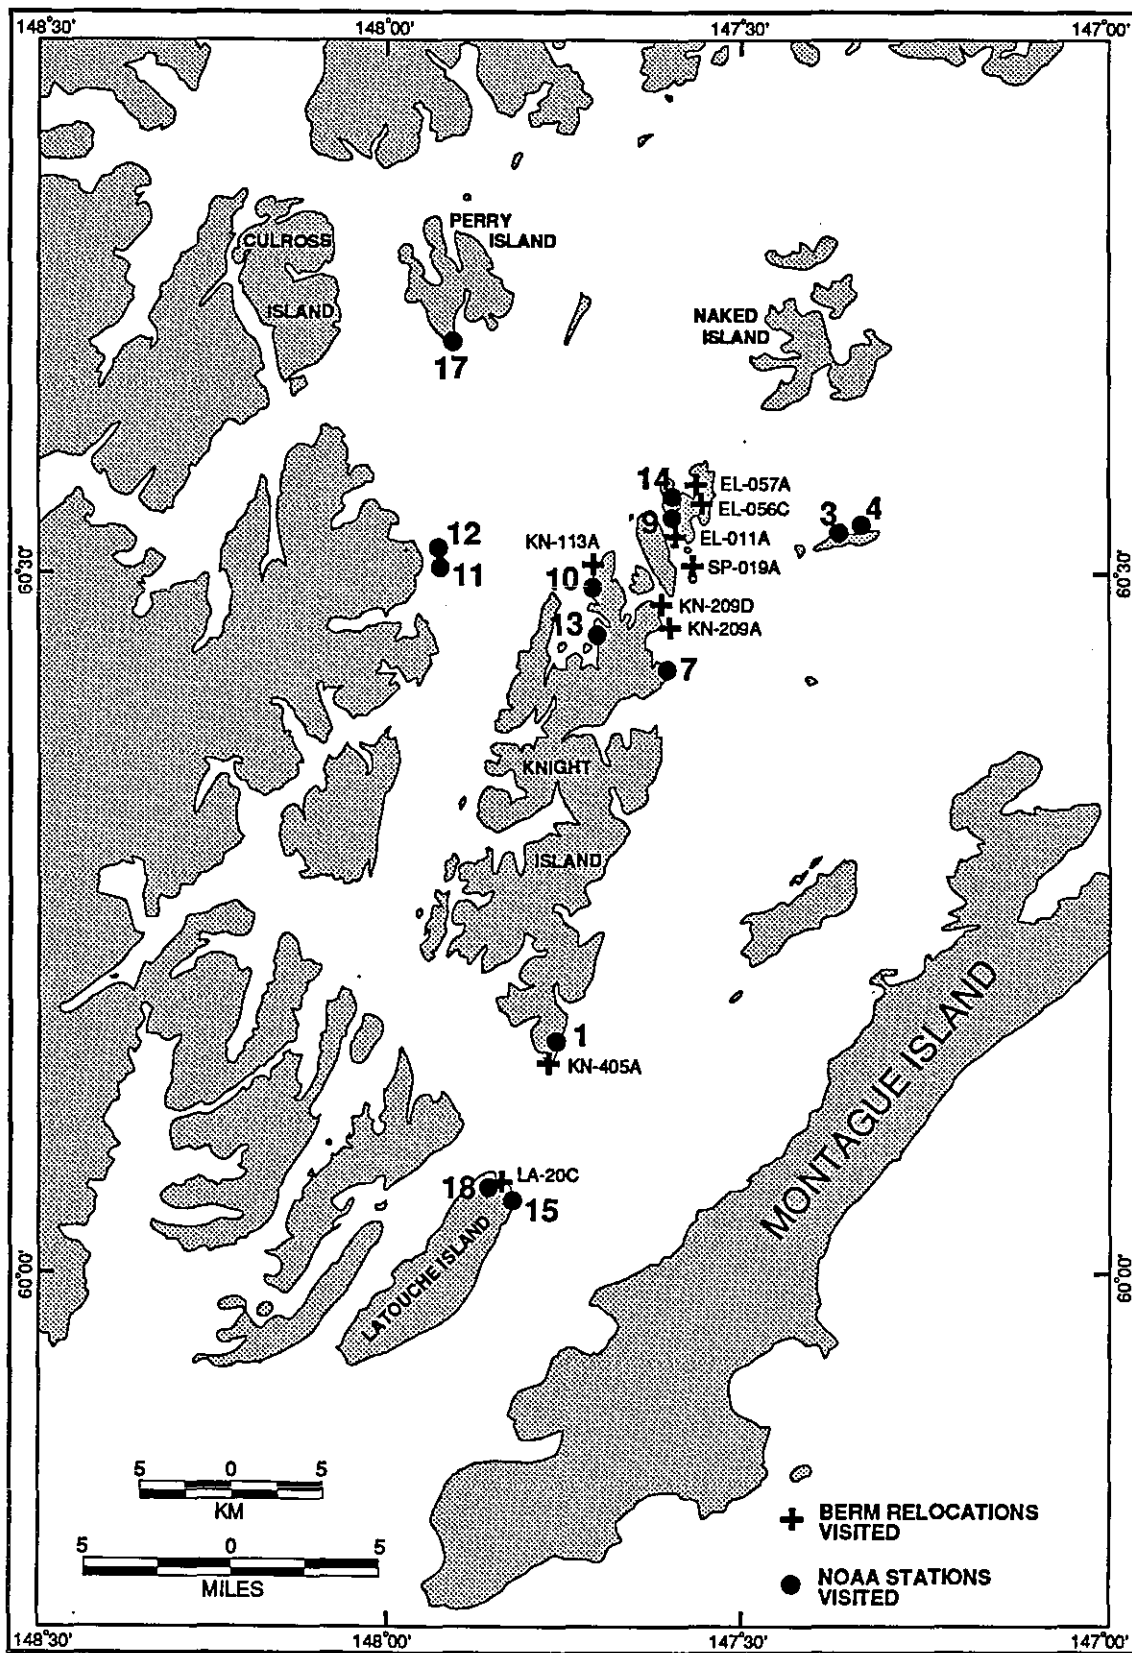 148°30'
148°00'
147°30'
147°00'
PERRY
ISLAND
CULROSS
ISLAND
NAKED
ISLAND
17
14
EL-057A
EL-056C
3
4
9
12
EL-011A
KN-113A
60°30'
11
10
SP-019A
60°30'
KN-209D
13
KN-209A
7
KNIGHT
ISLAND
MONTAGUE ISLAND
1
KN-405A
LA-20C
18
15
LATOUCHE ISLAND
60°00'
60°00'
5 0 5
KM
5 0 5
MILES
BERM RELOCATIONS
VISITED
NOAA STATIONS
VISITED
148°30'
148°00'
147°30'
147°00'